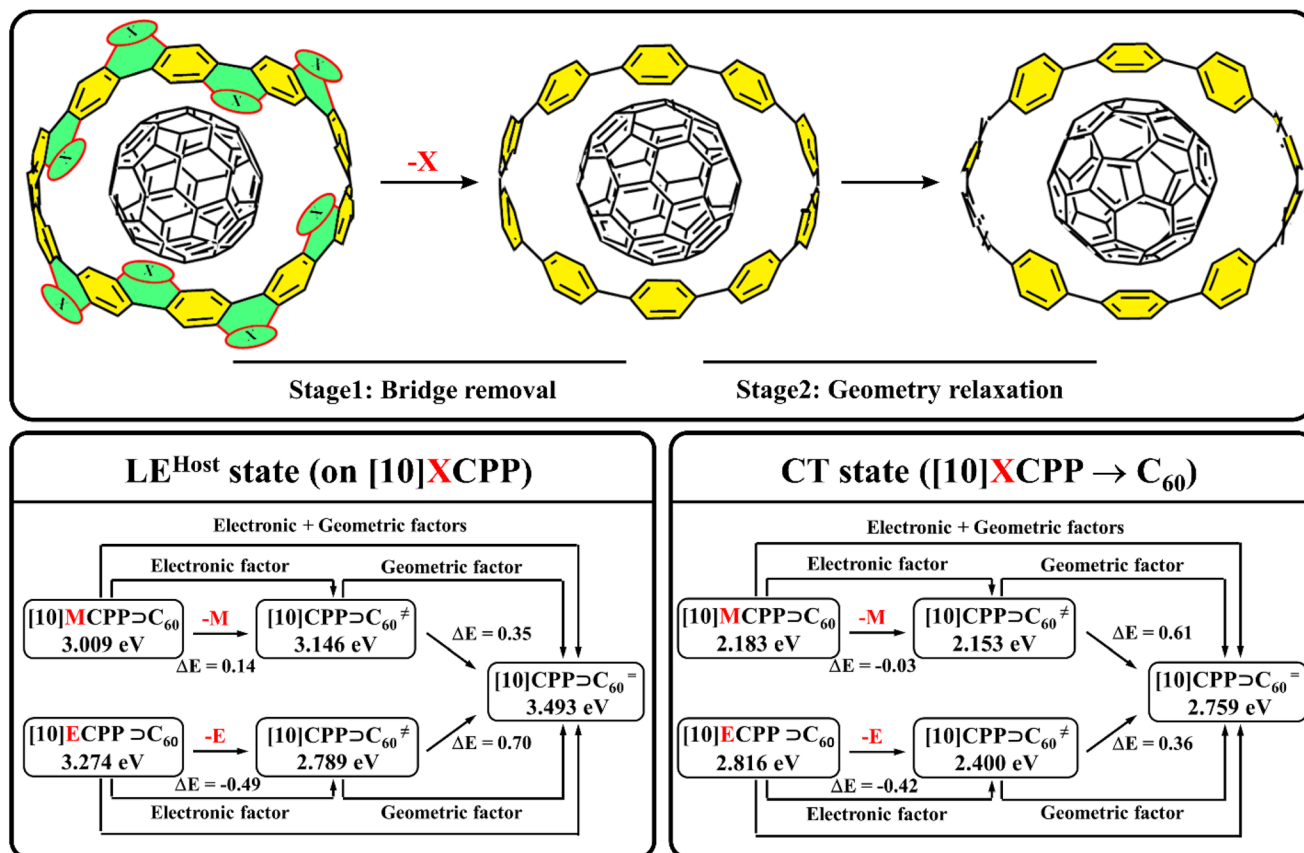 X
X
X
X
X
X
X
X
-X
Stage1: Bridge removal
Stage2: Geometry relaxation
LE^Host state (on [10]XCPP)
Electronic + Geometric factors
Electronic factor
Geometric factor
[10]MCPP⊃C₆₀
3.009 eV
-M
ΔE = 0.14
[10]CPP⊃C₆₀ ≠
3.146 eV
ΔE = 0.35
[10]CPP⊃C₆₀ =
3.493 eV
[10]ECPP ⊃C₆₀
3.274 eV
-E
ΔE = -0.49
[10]CPP⊃C₆₀ ≠
2.789 eV
ΔE = 0.70
Electronic factor
Geometric factor
CT state ([10]XCPP → C₆₀)
Electronic + Geometric factors
Electronic factor
Geometric factor
[10]MCPP⊃C₆₀
2.183 eV
-M
ΔE = -0.03
[10]CPP⊃C₆₀ ≠
2.153 eV
ΔE = 0.61
[10]CPP⊃C₆₀ =
2.759 eV
[10]ECPP ⊃C₆₀
2.816 eV
-E
ΔE = -0.42
[10]CPP⊃C₆₀ ≠
2.400 eV
ΔE = 0.36
Electronic factor
Geometric factor